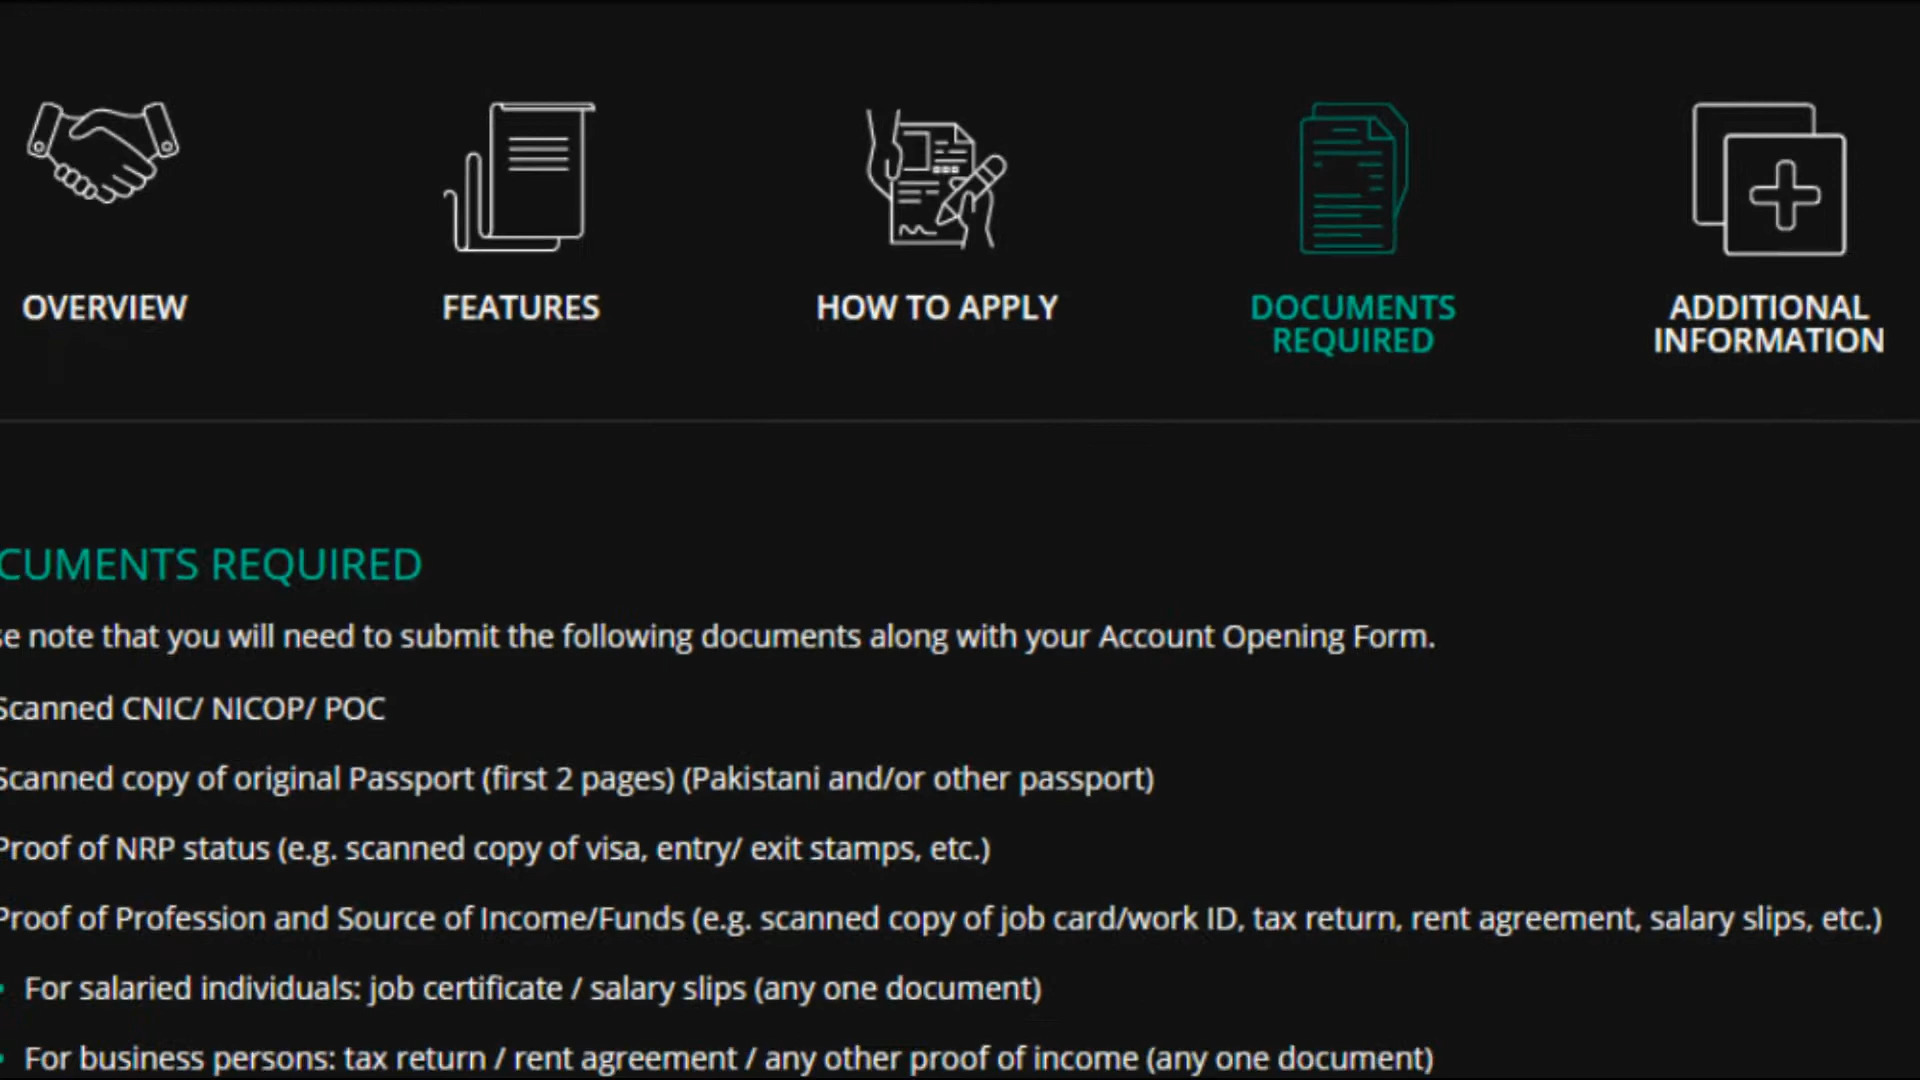 OVERVIEW
FEATURES
HOW TO APPLY
DOCUMENTS
REQUIRED
ADDITIONAL
INFORMATION
CUMENTS REQUIRED
se note that you will need to submit the following documents along with your Account Opening Form.
Scanned CNIC/ NICOP/ POC
Scanned copy of original Passport (first 2 pages) (Pakistani and/or other passport)
Proof of NRP status (e.g. scanned copy of visa, entry/ exit stamps, etc.)
Proof of Profession and Source of Income/Funds (e.g. scanned copy of job card/work ID, tax return, rent agreement, salary slips, etc.)
• For salaried individuals: job certificate / salary slips (any one document)
• For business persons: tax return / rent agreement / any other proof of income (any one document)